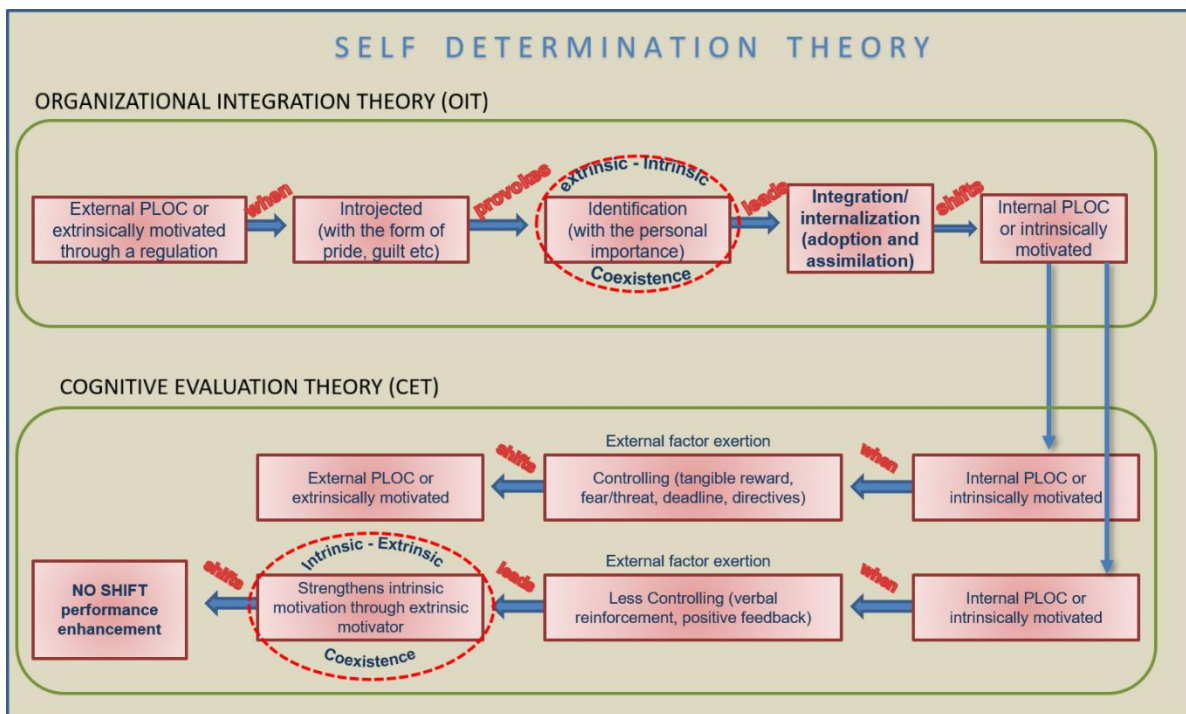 SELF DETERMINATION THEORY
ORGANIZATIONAL INTEGRATION THEORY (OIT)
External PLOC or
extrinsically motivated
through a regulation
when
Introjected
(with the form of
pride, guilt etc)
provokes
extrinsic - Intrinsic
Identification
(with the personal
importance)
Coexistence
leads
Integration/
internalization
(adoption and
assimilation)
shifts
Internal PLOC
or intrinsically
motivated
COGNITIVE EVALUATION THEORY (CET)
External PLOC or
extrinsically motivated
shifts
External factor exertion
Controlling (tangible reward,
fear/threat, deadline, directives)
when
Internal PLOC or
intrinsically motivated
NO SHIFT
performance
enhancement
shifts
Intrinsic - Extrinsic
Strengthens intrinsic
motivation through extrinsic
motivator
Coexistence
leads
External factor exertion
Less Controlling (verbal
reinforcement, positive feedback)
when
Internal PLOC or
intrinsically motivated